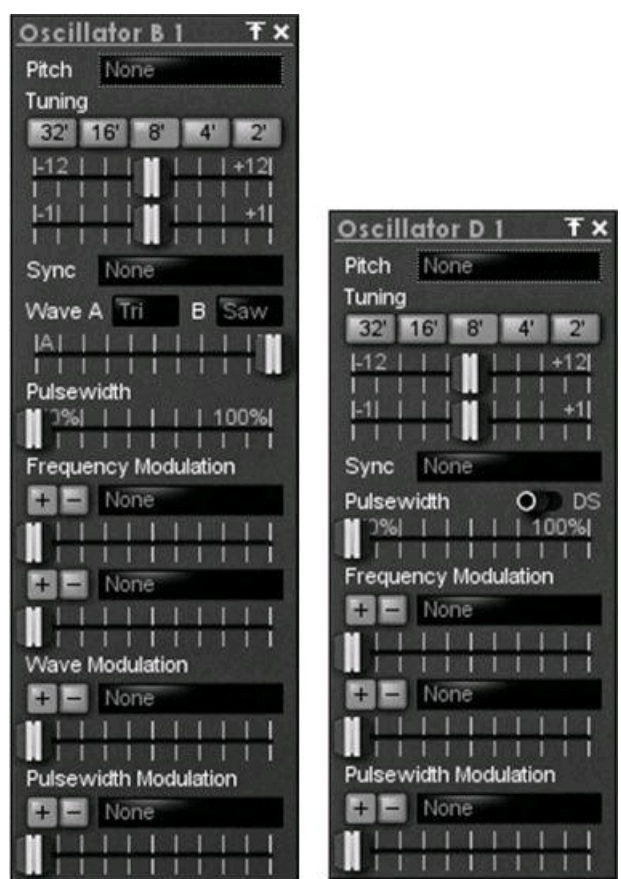 Oscillator B 1
Pitch None
Tuning
32' 16' 8' 4' 2'
-12 +12
-1 +1
Sync None
Wave A Tri B Saw
A
Pulsewidth
0% 100%
Frequency Modulation
+ - None
+ - None
Wave Modulation
+ - None
Pulsewidth Modulation
+ - None
Oscillator D 1
Pitch None
Tuning
32' 16' 8' 4' 2'
-12 +12
-1 +1
Sync None
Pulsewidth DS
0% 100%
Frequency Modulation
+ - None
+ - None
Pulsewidth Modulation
+ - None